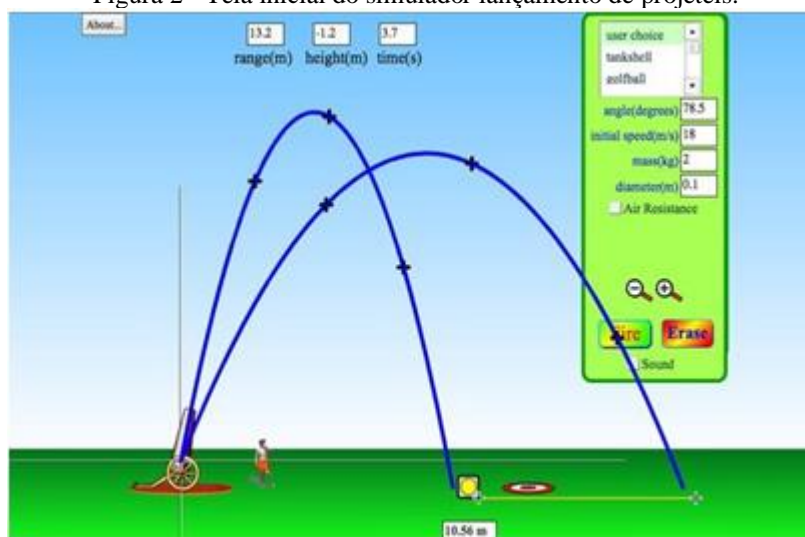 Figura 2 - Tela inicial do simulador lançamento de projéteis.
About...
13.2 -1.2 3.7
range(m) height(m) time(s)
user choice
tankshell
golfball
angle(degrees) 78.5
initial speed(m/s) 18
mass(kg) 2
diameter(m) 0.1
Air Resistance
Fire Erase
Sound
10.56 m